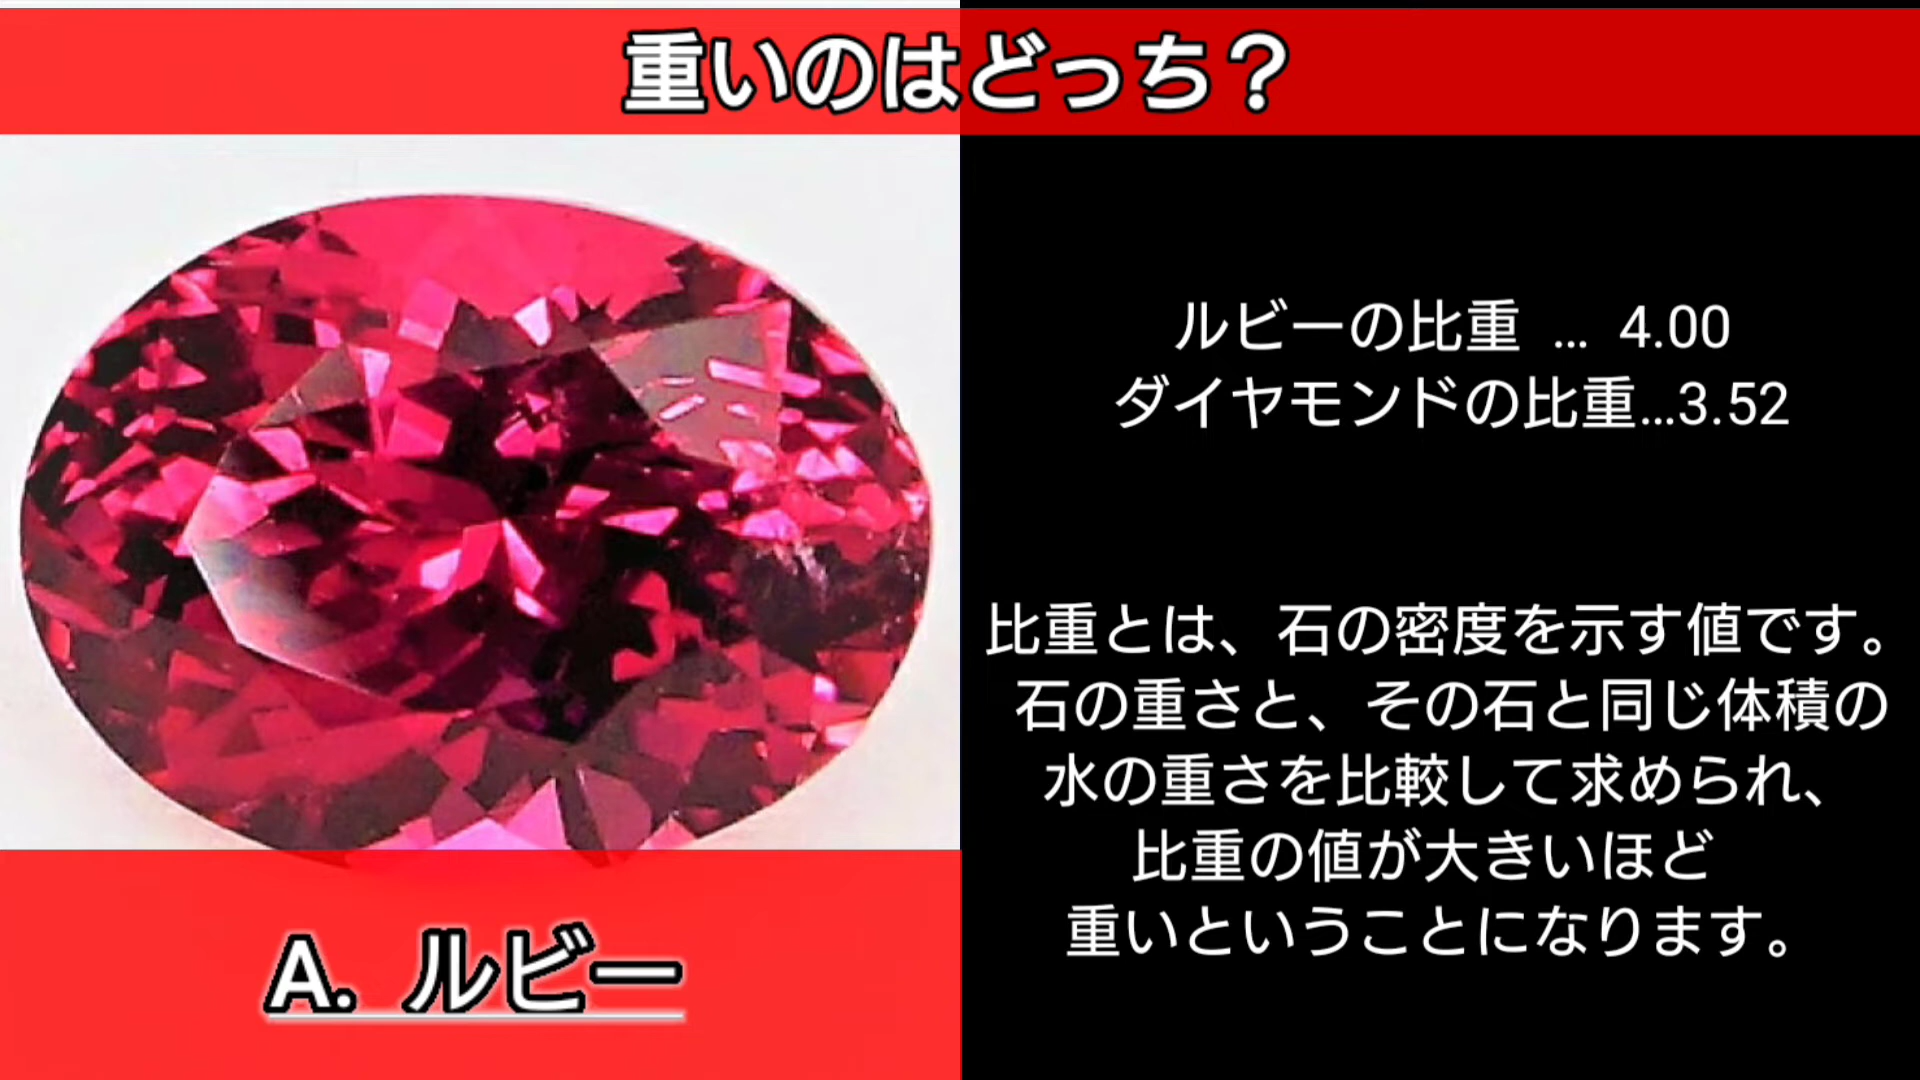 重いのはどっち？
ルビーの比重 … 4.00
ダイヤモンドの比重…3.52
比重とは、石の密度を示す値です。
石の重さと、その石と同じ体積の
水の重さを比較して求められ、
比重の値が大きいほど
重いということになります。
A. ルビー